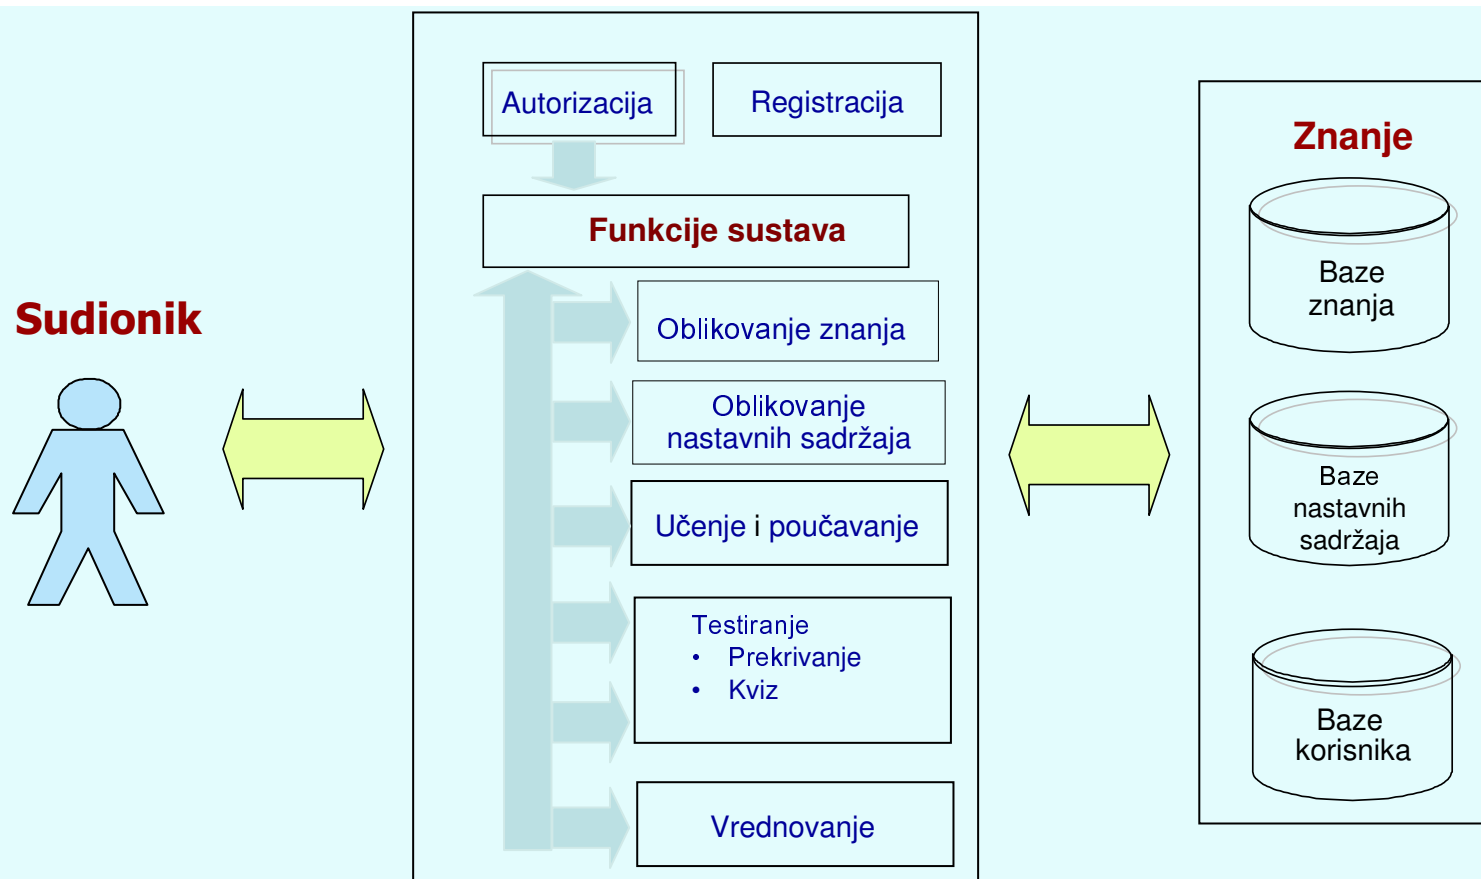 Autorizacija
Registracija
Funkcije sustava
Sudionik
Oblikovanje znanja
Oblikovanje
nastavnih sadržaja
Učenje i poučavanje
Testiranje
• Prekrivanje
• Kviz
Vrednovanje
Znanje
Baze
znanja
Baze
nastavnih
sadržaja
Baze
korisnika